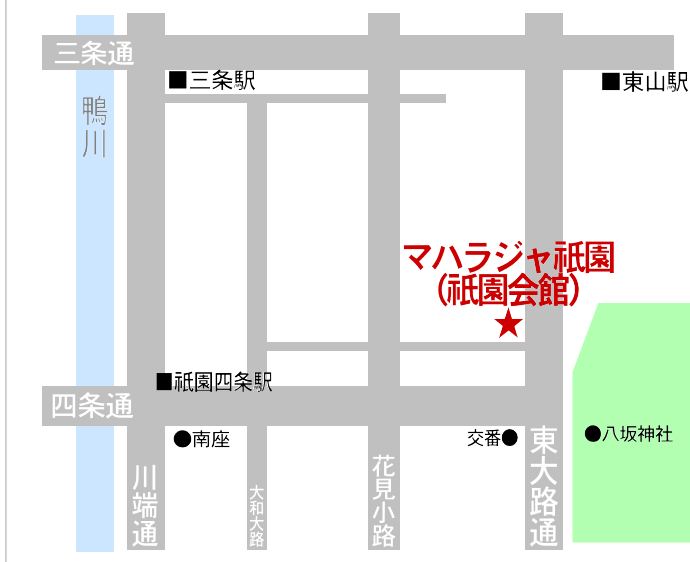 三条通
■三条駅
■東山駅
鴨川
マハラジャ祇園
（祇園会館）
★
■祇園四条駅
四条通
●南座
交番●
●八坂神社
川端通
大和大路
花見小路
東大路通